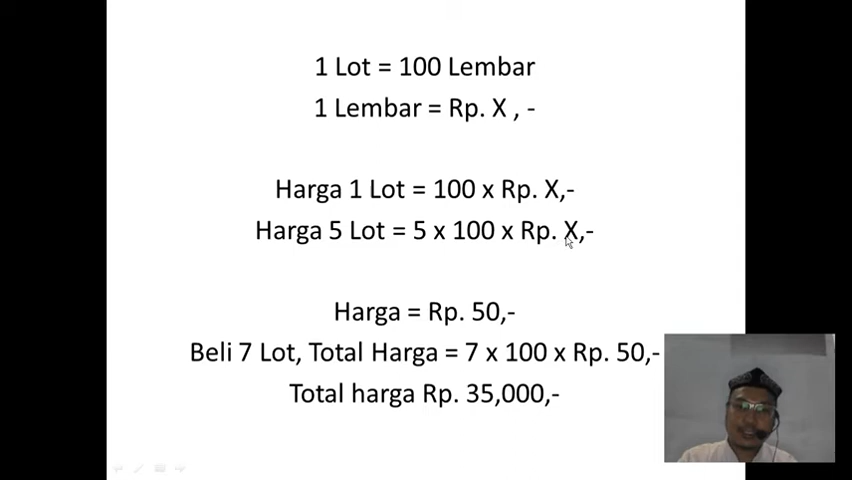 1 Lot = 100 Lembar
1 Lembar = Rp. X , -
Harga 1 Lot = 100 x Rp. X,-
Harga 5 Lot = 5 x 100 x Rp. X,-
Harga = Rp. 50,-
Beli 7 Lot, Total Harga = 7 x 100 x Rp. 50,-
Total harga Rp. 35,000,-